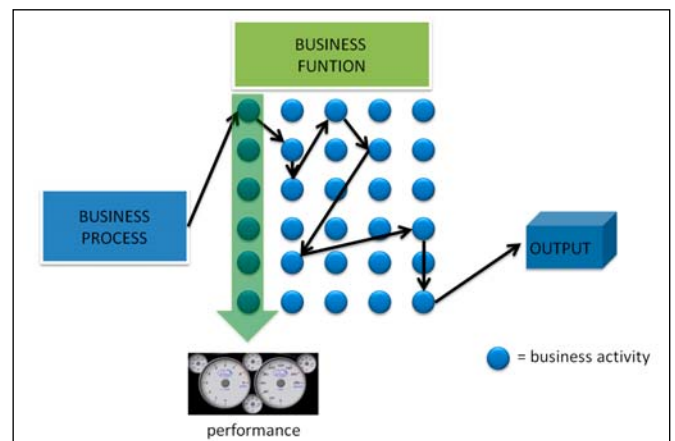 BUSINESS
FUNTION
BUSINESS
PROCESS
OUTPUT
= business activity
performance